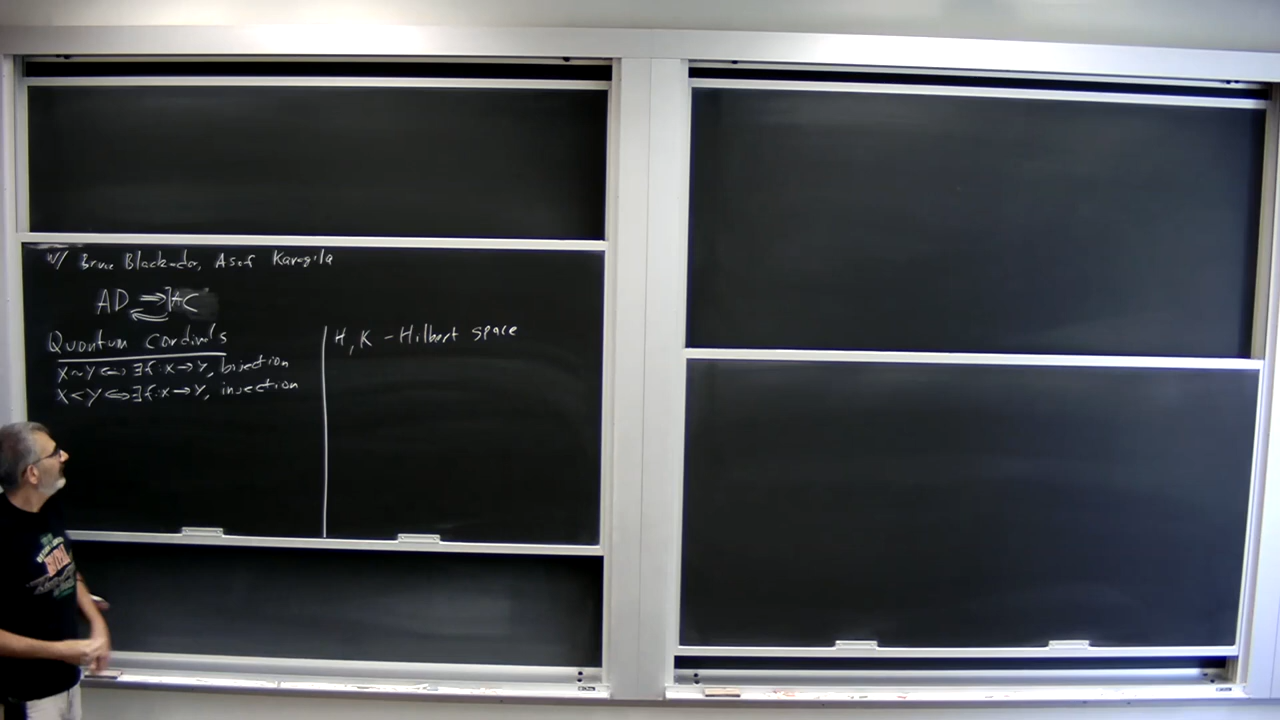 w/ Bruce Blackadar, Asaf Karagila
AD ⇒ ¬AC
⇐
Quantum cardinals
X~Y ⇔ ∃f: X→Y, bijection
X<Y ⇔ ∃f: X→Y, injection
H, K – Hilbert space